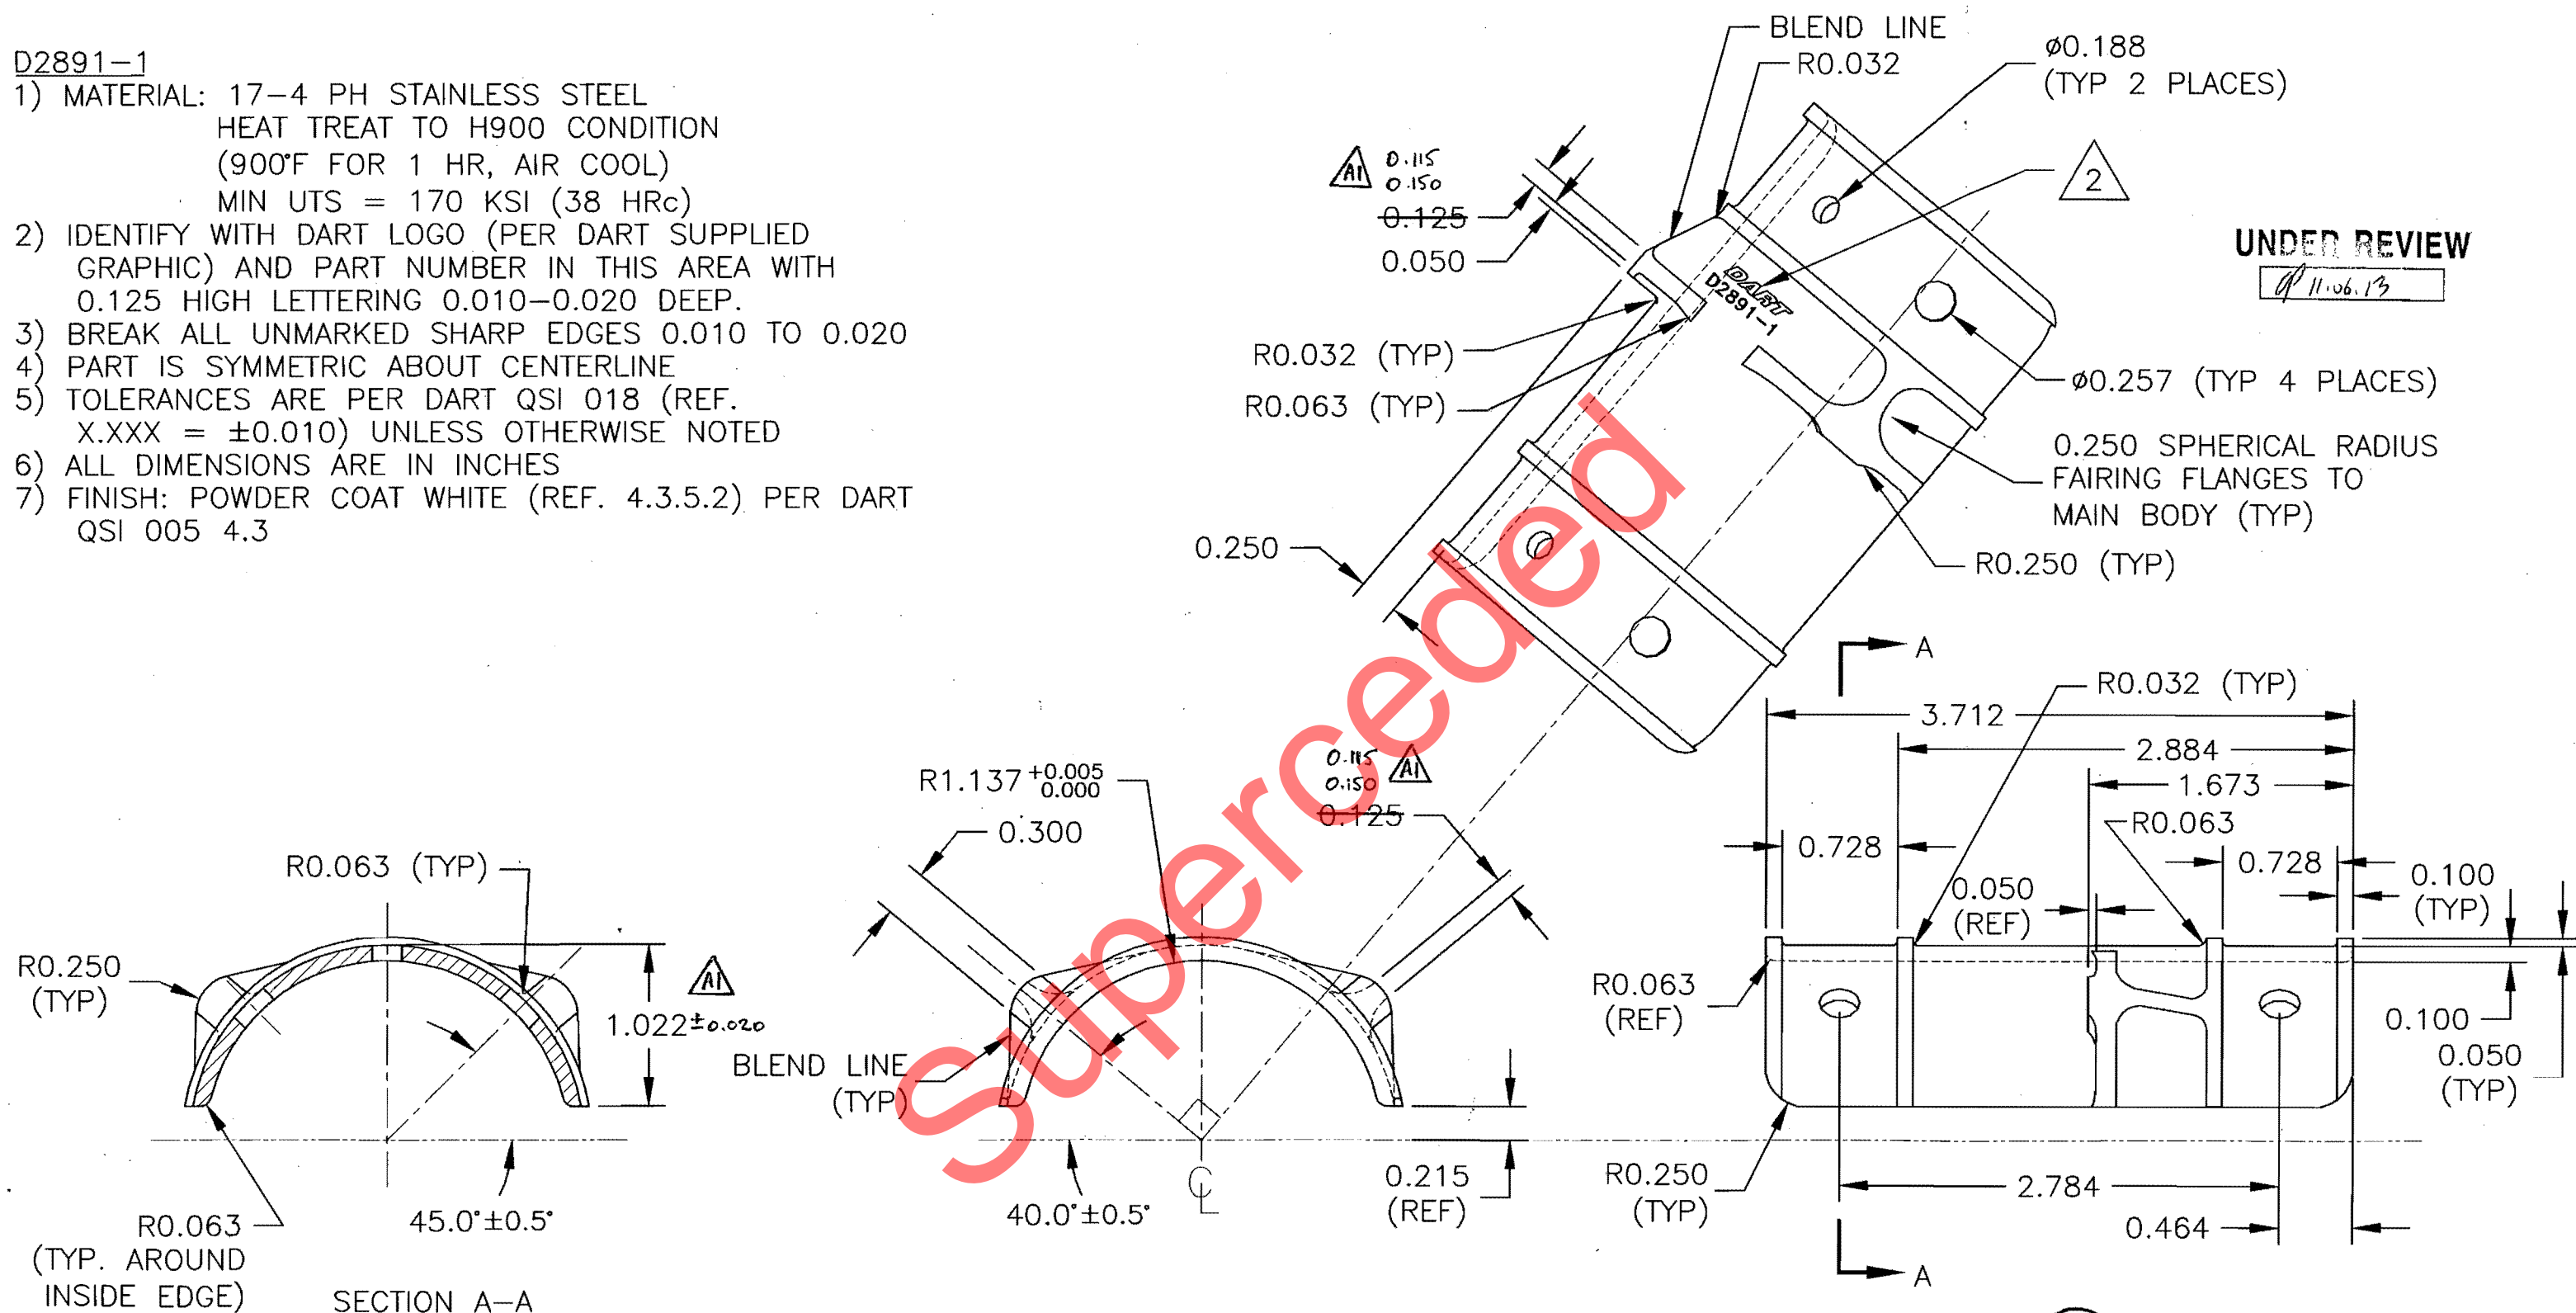 D2891-1
1) MATERIAL: 17-4 PH STAINLESS STEEL
HEAT TREAT TO H900 CONDITION
(900°F FOR 1 HR, AIR COOL)
MIN UTS = 170 KSI (38 HRc)
2) IDENTIFY WITH DART LOGO (PER DART SUPPLIED
GRAPHIC) AND PART NUMBER IN THIS AREA WITH
0.125 HIGH LETTERING 0.010-0.020 DEEP.
3) BREAK ALL UNMARKED SHARP EDGES 0.010 TO 0.020
4) PART IS SYMMETRIC ABOUT CENTERLINE
5) TOLERANCES ARE PER DART QSI 018 (REF.
X.XXX = ±0.010) UNLESS OTHERWISE NOTED
6) ALL DIMENSIONS ARE IN INCHES
7) FINISH: POWDER COAT WHITE (REF. 4.3.5.2) PER DART
QSI 005 4.3
BLEND LINE
R0.032
Ø0.188
(TYP 2 PLACES)
A1
0.115
0.150
0.125
0.050
2
UNDER REVIEW
11.06.13
DART
D2891-1
R0.032 (TYP)
R0.063 (TYP)
Ø0.257 (TYP 4 PLACES)
0.250 SPHERICAL RADIUS
FAIRING FLANGES TO
MAIN BODY (TYP)
R0.250 (TYP)
0.250
Superceded
R0.063 (TYP)
R0.250
(TYP)
A1
1.022±0.020
R0.063
(TYP. AROUND
INSIDE EDGE)
45.0°±0.5°
SECTION A-A
R1.137 +0.005
0.000
0.300
0.115
0.150
A1
0.125
BLEND LINE
(TYP)
40.0°±0.5°
CL
0.215
(REF)
A
R0.032 (TYP)
3.712
2.884
1.673
R0.063
0.728
0.728
0.050
(REF)
0.100
(TYP)
R0.063
(REF)
0.100
0.050
(TYP)
R0.250
(TYP)
2.784
0.464
A